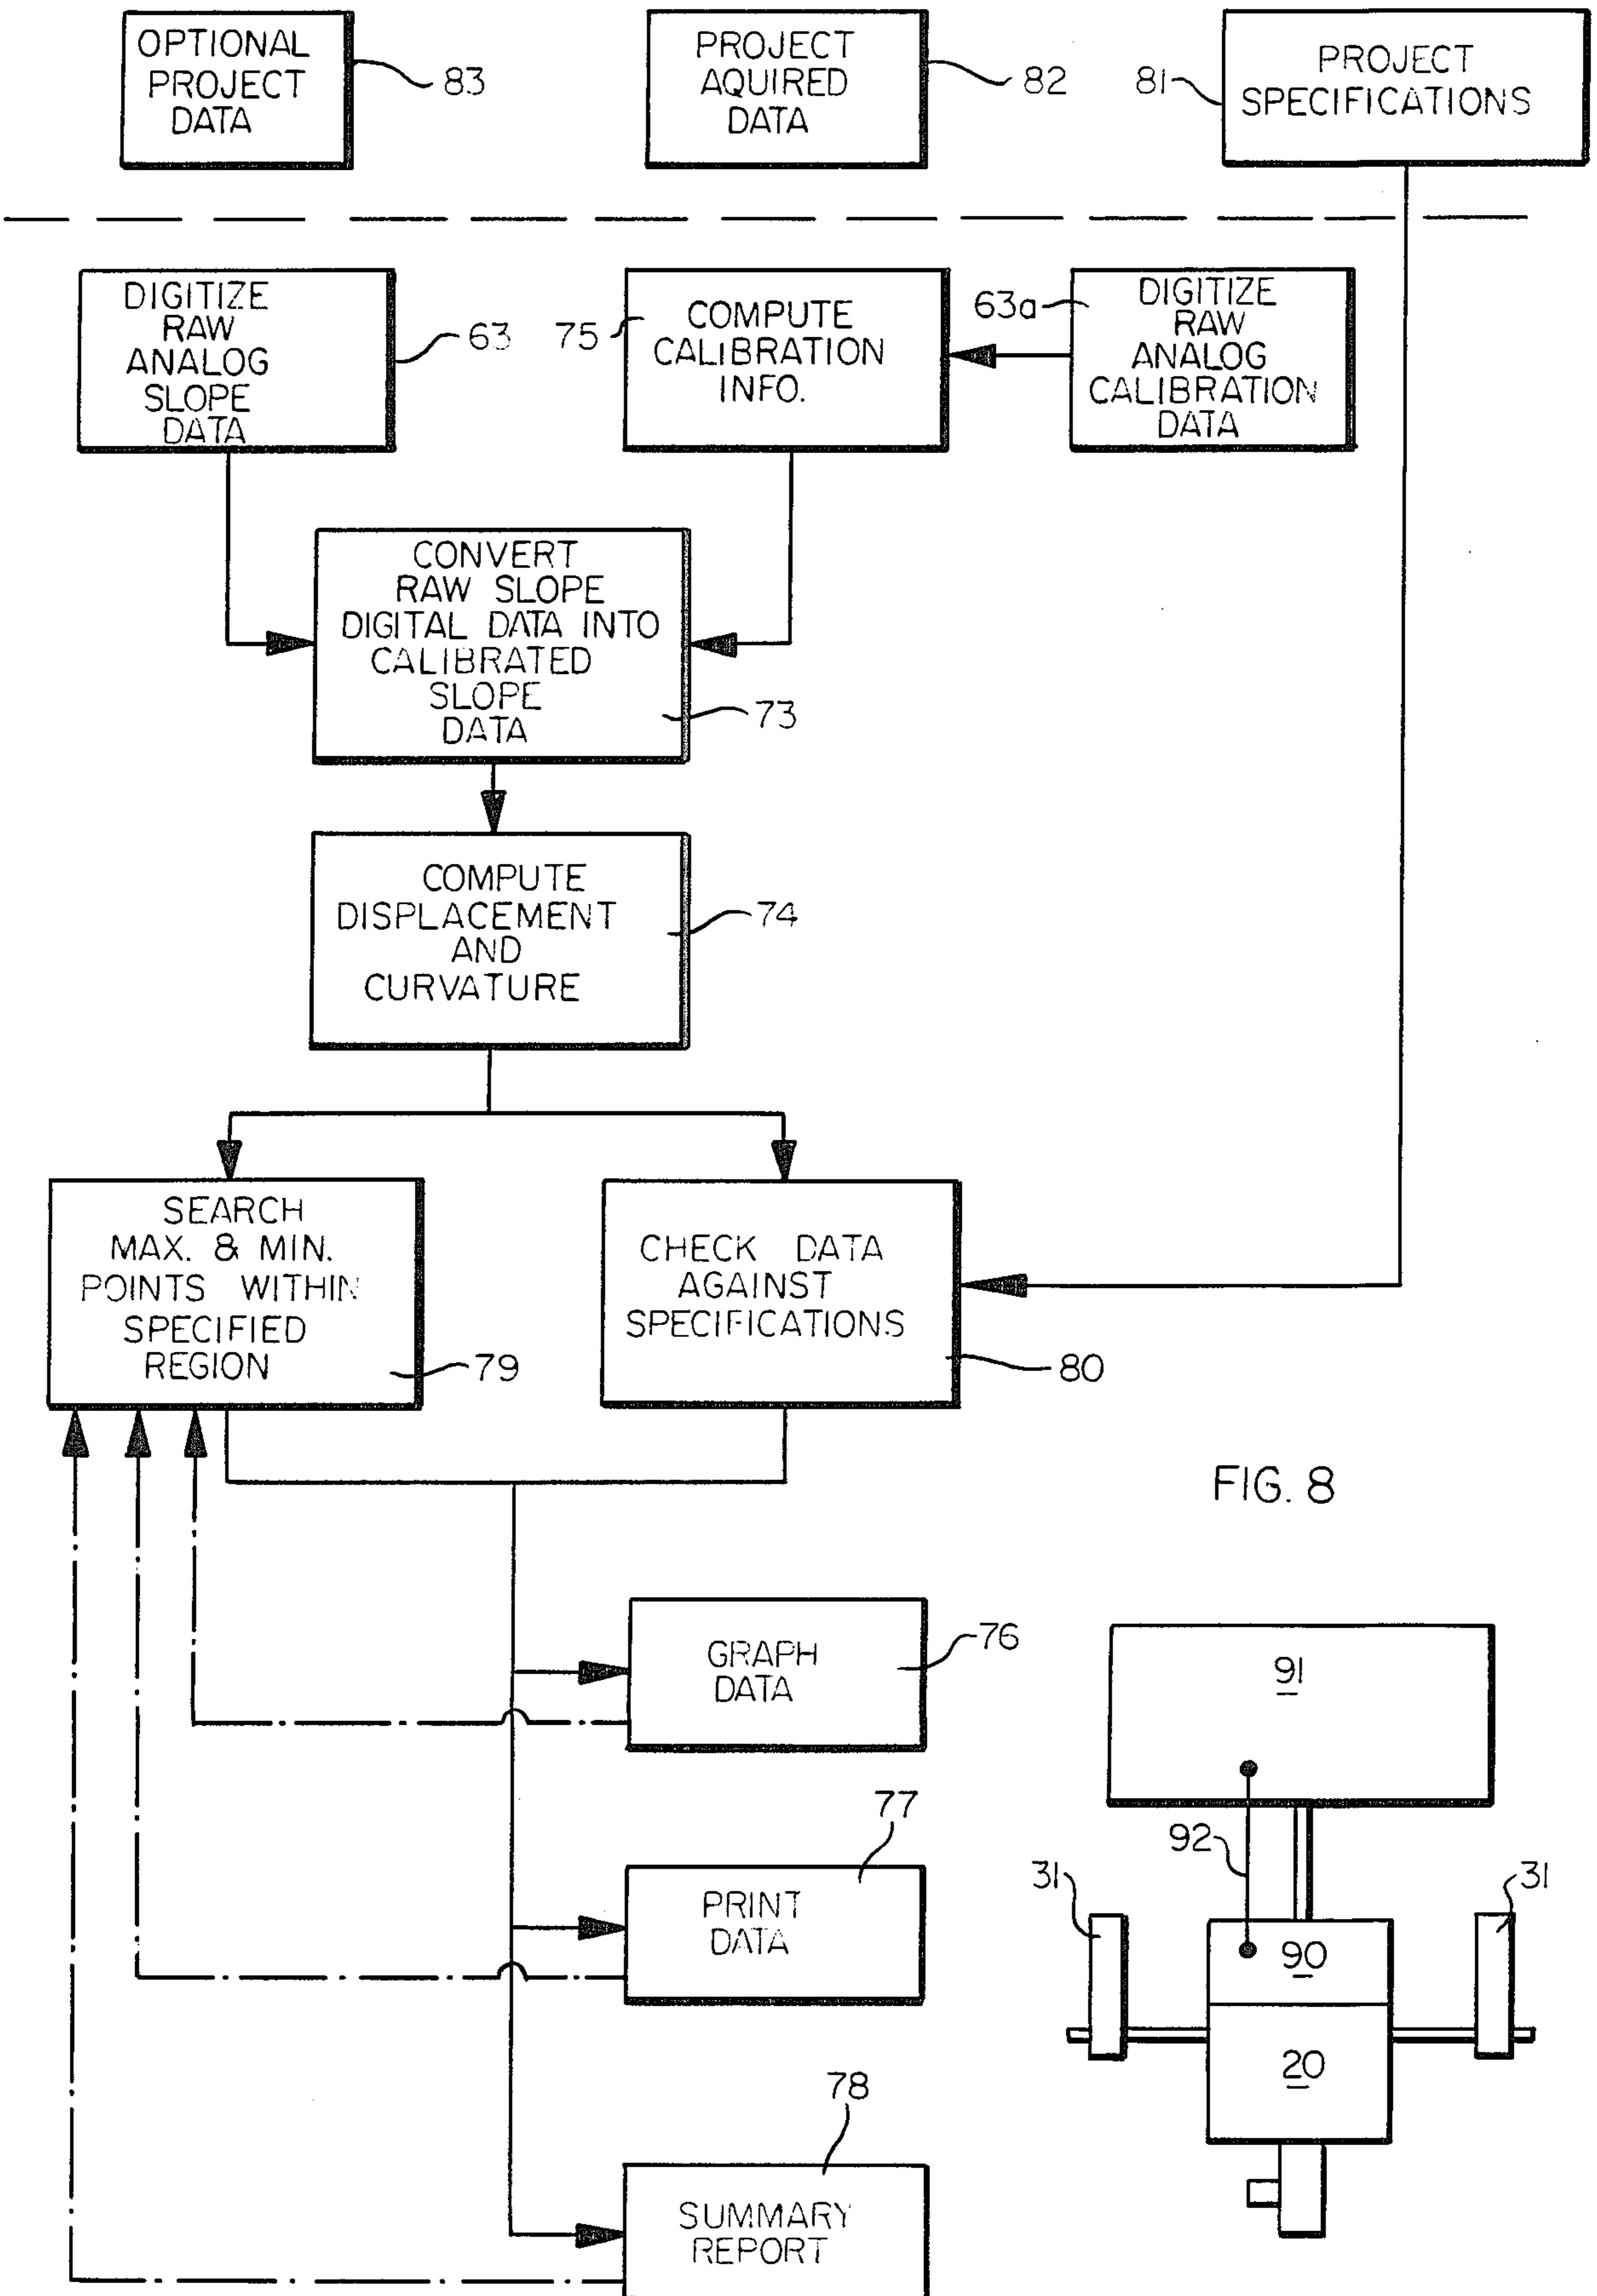 OPTIONAL
PROJECT
DATA
83
PROJECT
AQUIRED
DATA
82
81
PROJECT
SPECIFICATIONS
DIGITIZE
RAW
ANALOG
SLOPE
DATA
63
75
COMPUTE
CALIBRATION
INFO.
63a
DIGITIZE
RAW
ANALOG
CALIBRATION
DATA
CONVERT
RAW SLOPE
DIGITAL DATA INTO
CALIBRATED
SLOPE
DATA
73
COMPUTE
DISPLACEMENT
AND
CURVATURE
74
SEARCH
MAX. & MIN.
POINTS WITHIN
SPECIFIED
REGION
79
CHECK DATA
AGAINST
SPECIFICATIONS
80
FIG. 8
GRAPH
DATA
76
77
PRINT
DATA
78
SUMMARY
REPORT
91
92
31
31
90
20